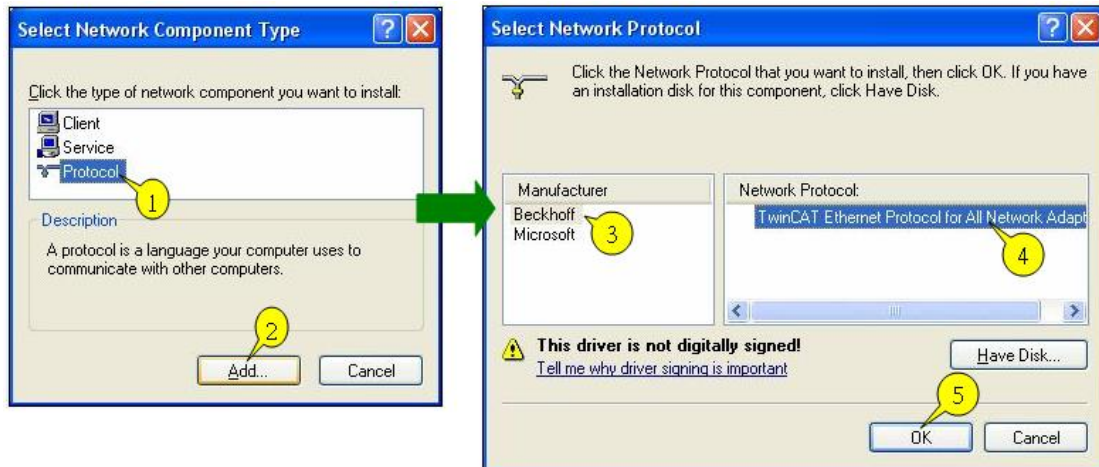 Select Network Component Type
Click the type of network component you want to install:
Client
Service
Protocol
1
Description
A protocol is a language your computer uses to
communicate with other computers.
2
Add...
Cancel
Select Network Protocol
Click the Network Protocol that you want to install, then click OK. If you have
an installation disk for this component, click Have Disk.
Manufacturer
Beckhoff
Microsoft
3
Network Protocol:
TwinCAT Ethernet Protocol for All Network Adapt
4
This driver is not digitally signed!
Tell me why driver signing is important
Have Disk...
5
OK
Cancel